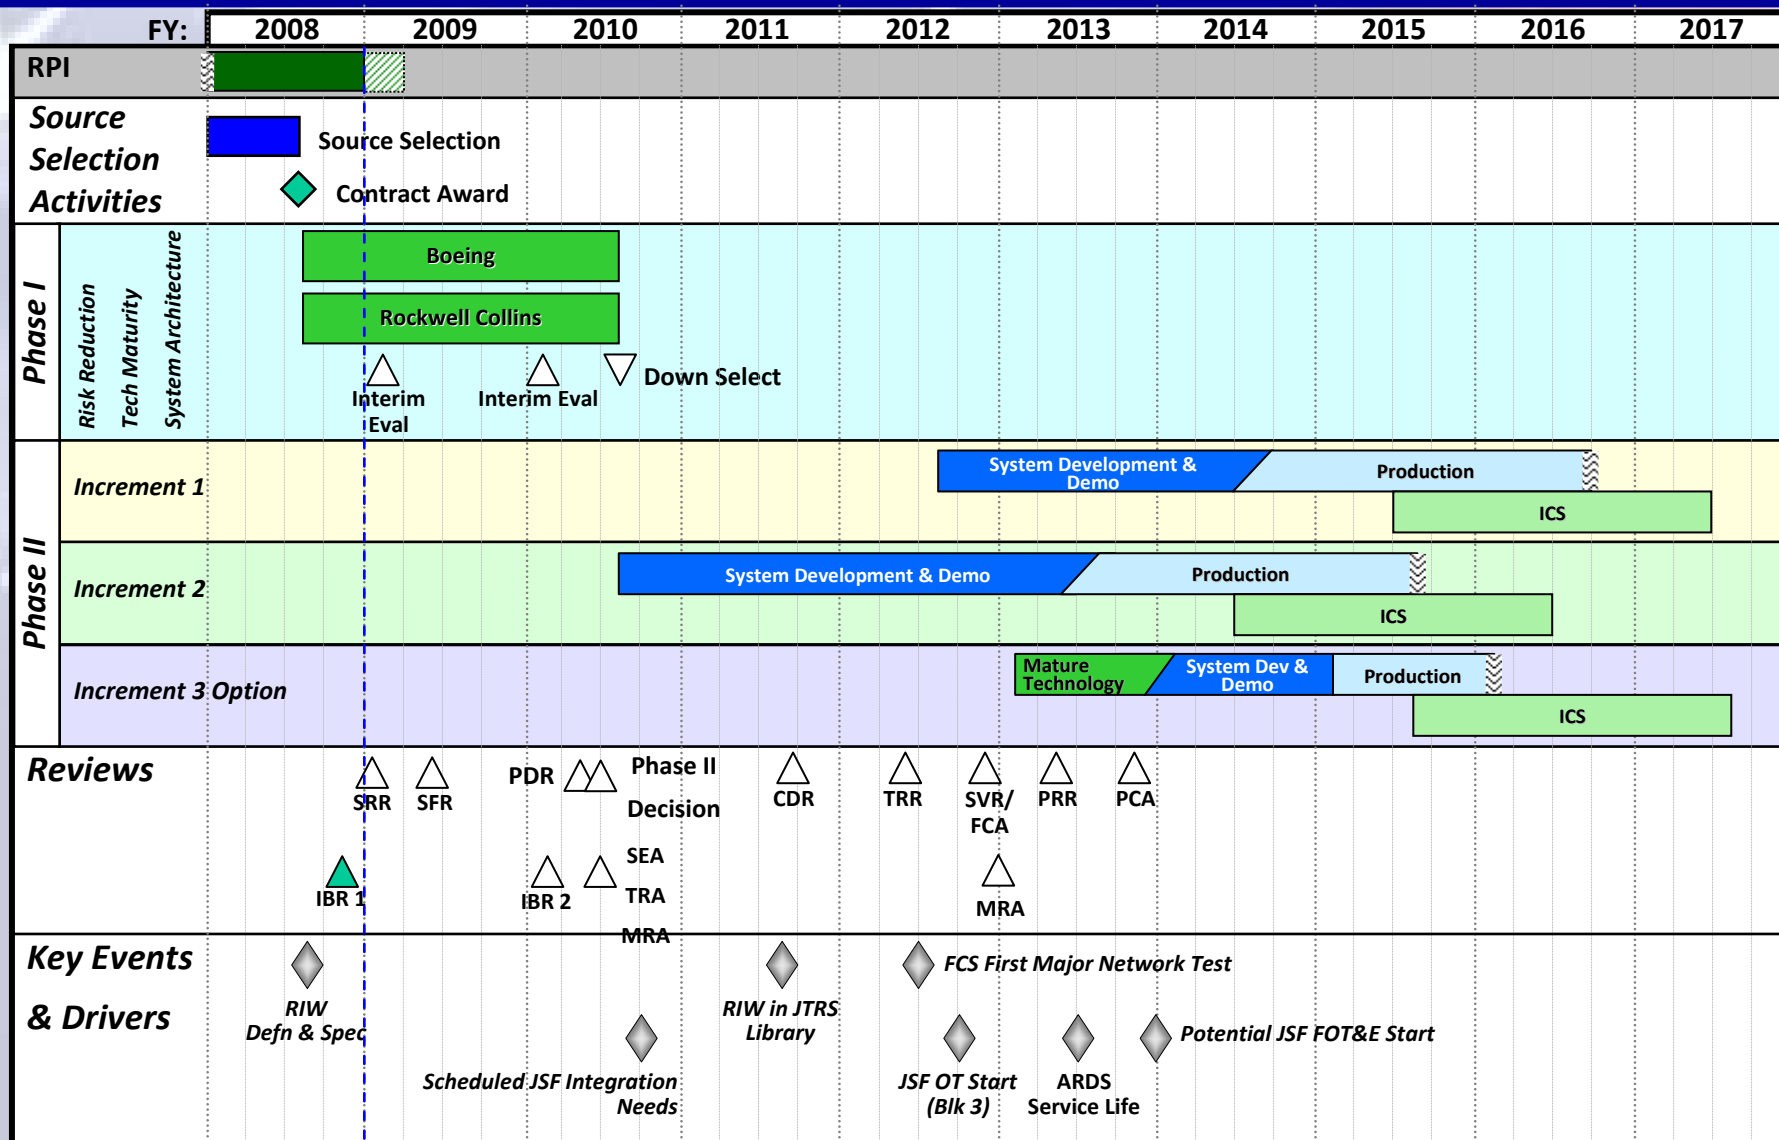 FY: 2008 2009 2010 2011 2012 2013 2014 2015 2016 2017
RPI
Source
Selection
Activities
Source Selection
Contract Award
Phase I
Risk Reduction
Tech Maturity
System Architecture
Boeing
Rockwell Collins
Interim
Eval
Interim Eval
Down Select
Phase II
Increment 1
System Development &
Demo
Production
ICS
Increment 2
System Development & Demo
Production
ICS
Increment 3 Option
Mature
Technology
System Dev &
Demo
Production
ICS
Reviews
SRR
SFR
PDR
Phase II
Decision
CDR
TRR
SVR/
FCA
PRR
PCA
IBR 1
IBR 2
SEA
TRA
MRA
MRA
Key Events
& Drivers
RIW
Defn & Spec
Scheduled JSF Integration
Needs
RIW in JTRS
Library
FCS First Major Network Test
JSF OT Start
(Blk 3)
ARDS
Service Life
Potential JSF FOT&E Start